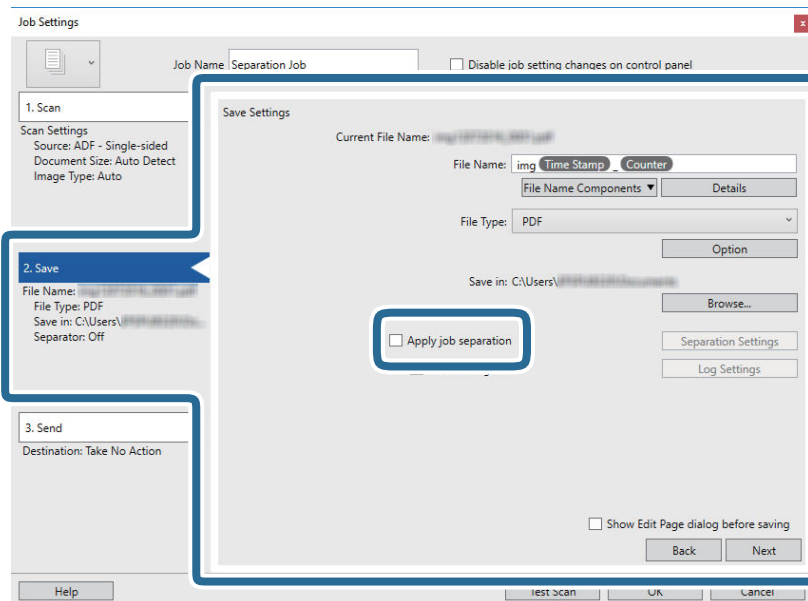 Job Settings
x
Job Name Separation Job
Disable job setting changes on control panel
1. Scan
Scan Settings
Source: ADF - Single-sided
Document Size: Auto Detect
Image Type: Auto
2. Save
File Name:
File Type: PDF
Save in: C:\Users\
Separator: Off
3. Send
Destination: Take No Action
Save Settings
Current File Name:
File Name: img Time Stamp _ Counter
File Name Components ▼ Details
File Type: PDF
Option
Save in: C:\Users\
Browse...
Apply job separation
Separation Settings
Log Settings
Show Edit Page dialog before saving
Back Next
Help Test Scan OK Cancel